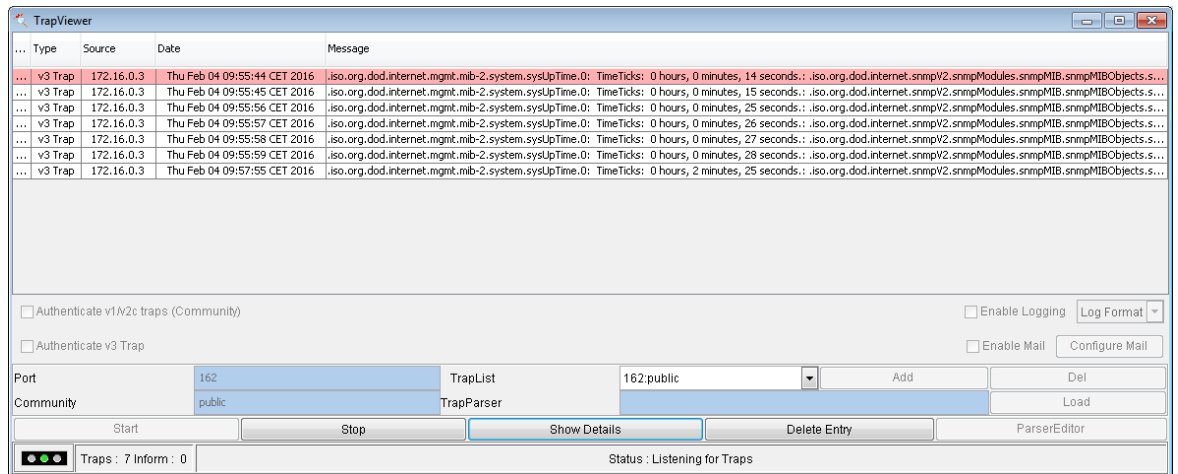 TrapViewer
... Type Source Date Message
... v3 Trap 172.16.0.3 Thu Feb 04 09:55:44 CET 2016 .iso.org.dod.internet.mgmt.mib-2.system.sysUpTime.0: TimeTicks: 0 hours, 0 minutes, 14 seconds.: .iso.org.dod.internet.snmpV2.snmpModules.snmpMIB.snmpMIBObjects.s...
... v3 Trap 172.16.0.3 Thu Feb 04 09:55:45 CET 2016 .iso.org.dod.internet.mgmt.mib-2.system.sysUpTime.0: TimeTicks: 0 hours, 0 minutes, 15 seconds.: .iso.org.dod.internet.snmpV2.snmpModules.snmpMIB.snmpMIBObjects.s...
... v3 Trap 172.16.0.3 Thu Feb 04 09:55:56 CET 2016 .iso.org.dod.internet.mgmt.mib-2.system.sysUpTime.0: TimeTicks: 0 hours, 0 minutes, 25 seconds.: .iso.org.dod.internet.snmpV2.snmpModules.snmpMIB.snmpMIBObjects.s...
... v3 Trap 172.16.0.3 Thu Feb 04 09:55:57 CET 2016 .iso.org.dod.internet.mgmt.mib-2.system.sysUpTime.0: TimeTicks: 0 hours, 0 minutes, 26 seconds.: .iso.org.dod.internet.snmpV2.snmpModules.snmpMIB.snmpMIBObjects.s...
... v3 Trap 172.16.0.3 Thu Feb 04 09:55:58 CET 2016 .iso.org.dod.internet.mgmt.mib-2.system.sysUpTime.0: TimeTicks: 0 hours, 0 minutes, 27 seconds.: .iso.org.dod.internet.snmpV2.snmpModules.snmpMIB.snmpMIBObjects.s...
... v3 Trap 172.16.0.3 Thu Feb 04 09:55:59 CET 2016 .iso.org.dod.internet.mgmt.mib-2.system.sysUpTime.0: TimeTicks: 0 hours, 0 minutes, 28 seconds.: .iso.org.dod.internet.snmpV2.snmpModules.snmpMIB.snmpMIBObjects.s...
... v3 Trap 172.16.0.3 Thu Feb 04 09:57:55 CET 2016 .iso.org.dod.internet.mgmt.mib-2.system.sysUpTime.0: TimeTicks: 0 hours, 2 minutes, 25 seconds.: .iso.org.dod.internet.snmpV2.snmpModules.snmpMIB.snmpMIBObjects.s...
Authenticate v1/v2c traps (Community) Enable Logging Log Format
Authenticate v3 Trap Enable Mail Configure Mail
Port 162 TrapList 162:public Add Del
Community public TrapParser Load
Start Stop Show Details Delete Entry ParserEditor
Traps : 7 Inform : 0 Status : Listening for Traps